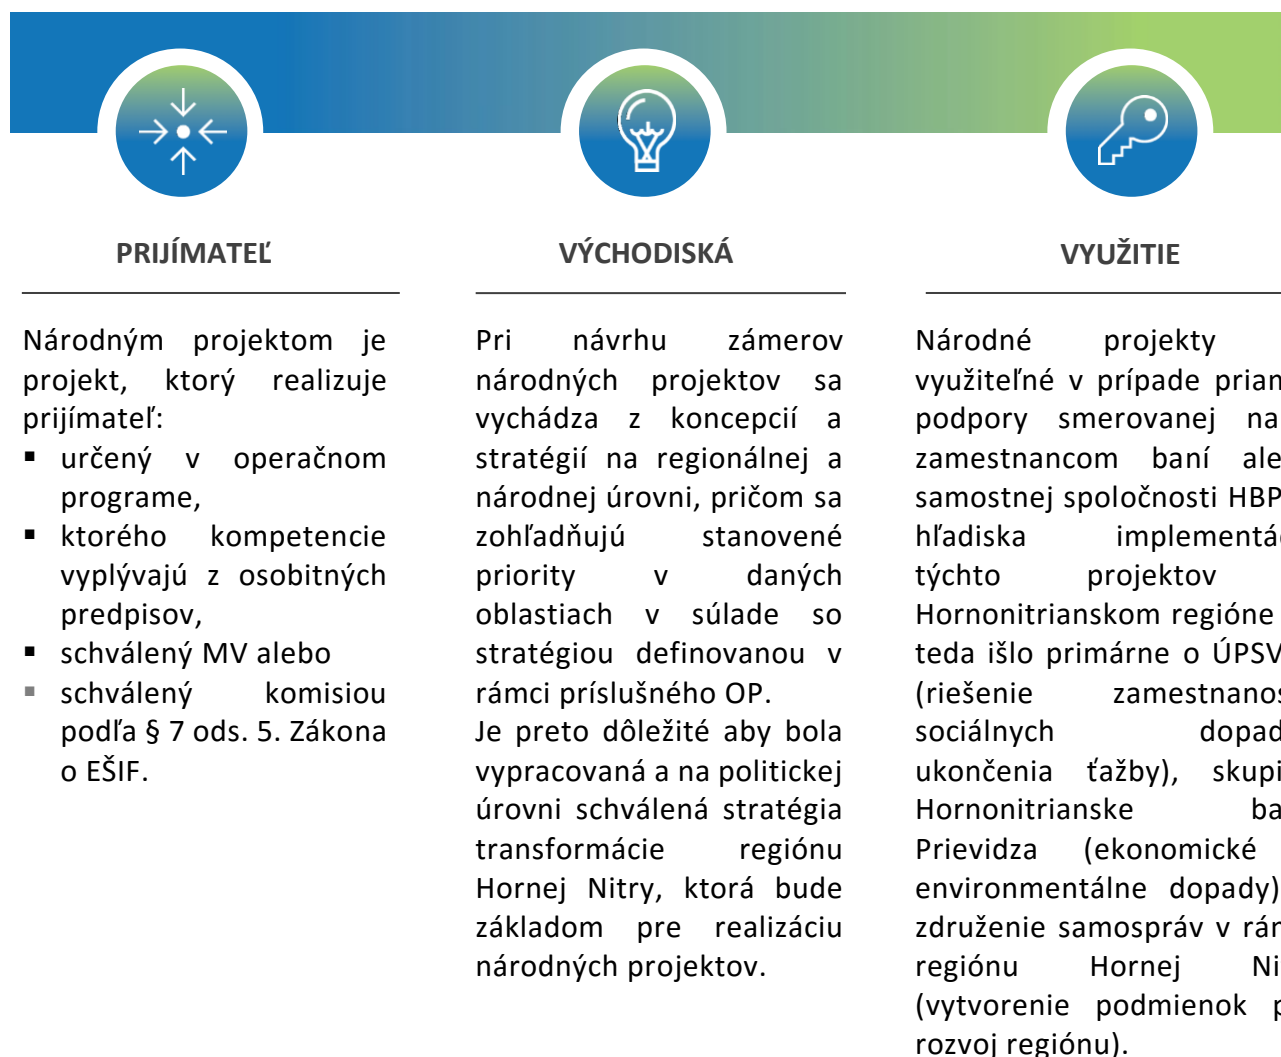 PRIJÍMATEĽ
Národným projektom je
projekt, ktorý realizuje
prijímateľ:
▪ určený v operačnom
programe,
▪ ktorého kompetencie
vyplývajú z osobitných
predpisov,
▪ schválený MV alebo
▪ schválený komisiou
podľa § 7 ods. 5. Zákona
o EŠIF.
VÝCHODISKÁ
Pri návrhu zámerov
národných projektov sa
vychádza z koncepcií a
stratégií na regionálnej a
národnej úrovni, pričom sa
zohľadňujú stanovené
priority v daných
oblastiach v súlade so
stratégiou definovanou v
rámci príslušného OP.
Je preto dôležité aby bola
vypracovaná a na politickej
úrovni schválená stratégia
transformácie regiónu
Hornej Nitry, ktorá bude
základom pre realizáciu
národných projektov.
VYUŽITIE
Národné projekty
využiteľné v prípade
podpory smerovanej na
zamestnancom baní
samostnej spoločnosti HBP
hľadiska
týchto projektov
Hornonitrianskom regióne
teda išlo primárne o
(riešenie
sociálnych
ukončenia ťažby),
Hornonitrianske
Prievidza (ekonomické
environmentálne dopady)
združenie samospráv v
regiónu Hornej
(vytvorenie podmienok
rozvoj regiónu).